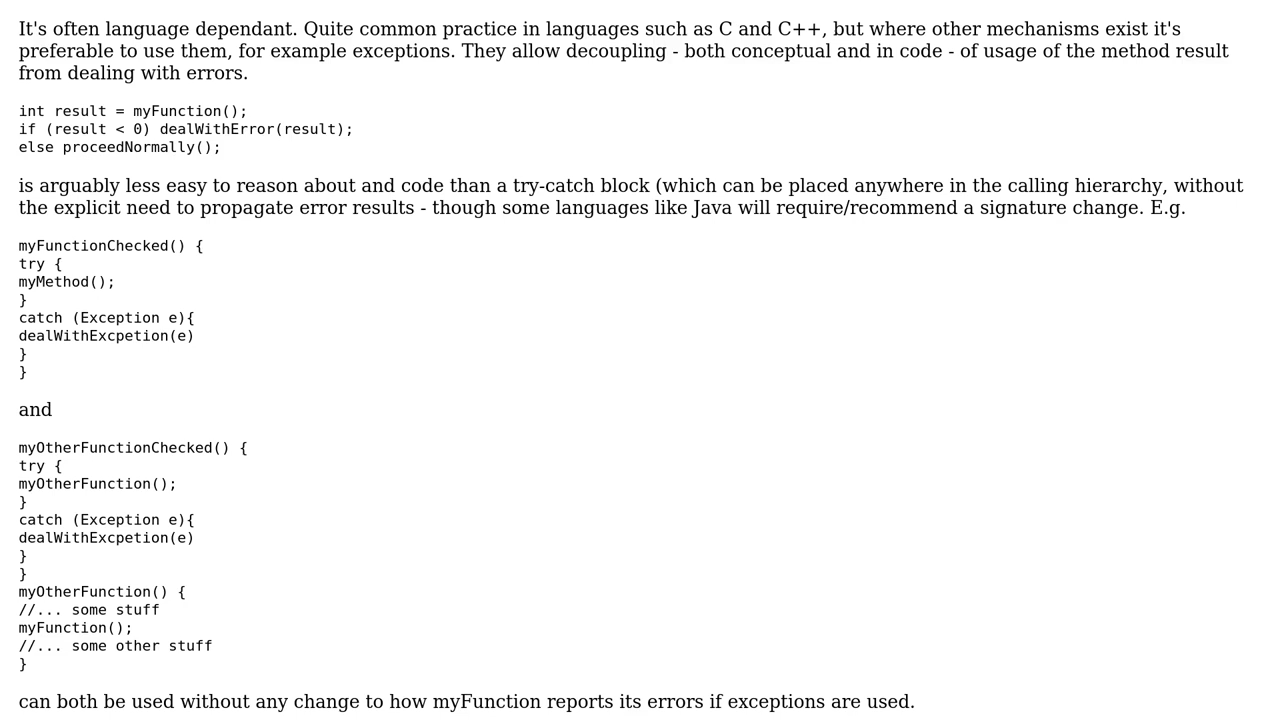 It's often language dependant. Quite common practice in languages such as C and C++, but where other mechanisms exist it's
preferable to use them, for example exceptions. They allow decoupling - both conceptual and in code - of usage of the method result
from dealing with errors.
int result = myFunction();
if (result < 0) dealWithError(result);
else proceedNormally();
is arguably less easy to reason about and code than a try-catch block (which can be placed anywhere in the calling hierarchy, without
the explicit need to propagate error results - though some languages like Java will require/recommend a signature change. E.g.
myFunctionChecked() {
try {
myMethod();
}
catch (Exception e){
dealWithExcpetion(e)
}
}
and
myOtherFunctionChecked() {
try {
myOtherFunction();
}
catch (Exception e){
dealWithExcpetion(e)
}
}
myOtherFunction() {
//... some stuff
myFunction();
//... some other stuff
}
can both be used without any change to how myFunction reports its errors if exceptions are used.